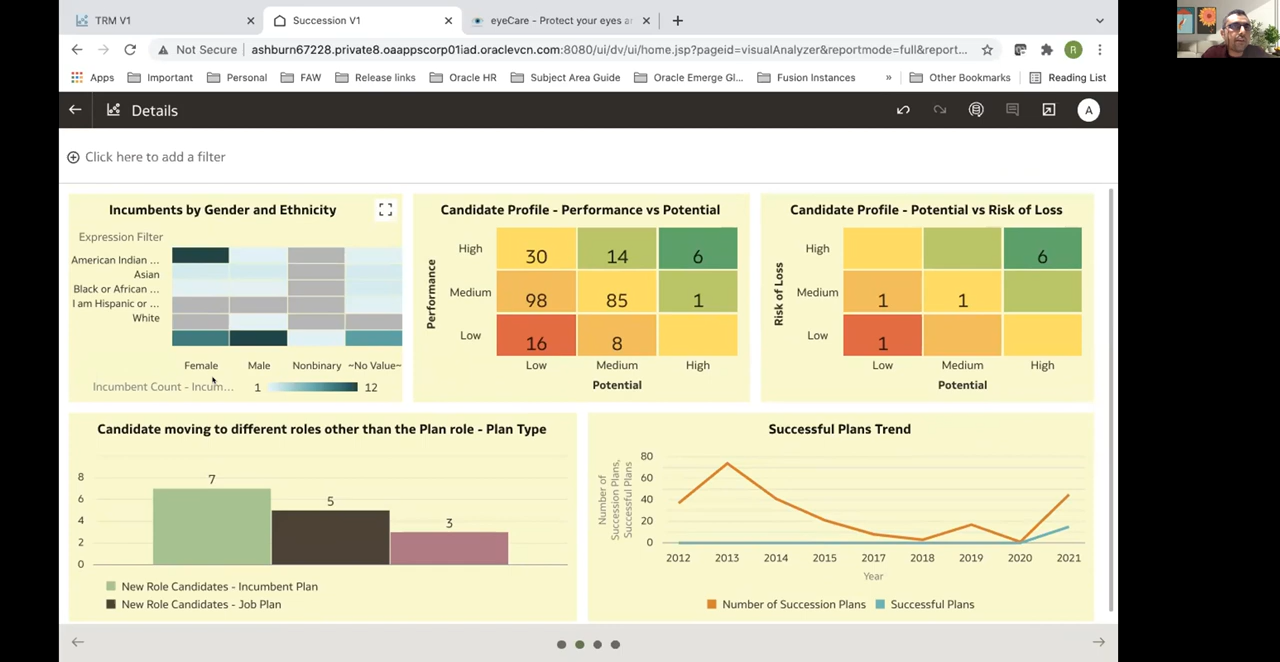 TRM V1
Succession V1
eyeCare - Protect your eyes a
Not Secure
ashburn67228.private8.oaappscorp01iad.oraclevcn.com:8080/ui/dv/ui/home.jsp?pageid=visualAnalyzer&reportmode=full&report...
R
Apps
Important
Personal
FAW
Release links
Oracle HR
Subject Area Guide
Oracle Emerge Gl...
Fusion Instances
»
Other Bookmarks
Reading List
Details
A
Click here to add a filter
Incumbents by Gender and Ethnicity
Expression Filter
American Indian ...
Asian
Black or African ...
I am Hispanic or ...
White
Female Male Nonbinary ~No Value~
Incumbent Count - Incum... 1 12
Candidate Profile - Performance vs Potential
Performance
High 30 14 6
Medium 98 85 1
Low 16 8
Low Medium High
Potential
Candidate Profile - Potential vs Risk of Loss
Risk of Loss
High 6
Medium 1 1
Low 1
Low Medium High
Potential
Candidate moving to different roles other than the Plan role - Plan Type
8
6
4
2
0
7
5
3
New Role Candidates - Incumbent Plan
New Role Candidates - Job Plan
Successful Plans Trend
Number of
Succession Plans,
Successful Plans
80
60
40
20
0
2012 2013 2014 2015 2017 2018 2019 2020 2021
Year
Number of Succession Plans Successful Plans